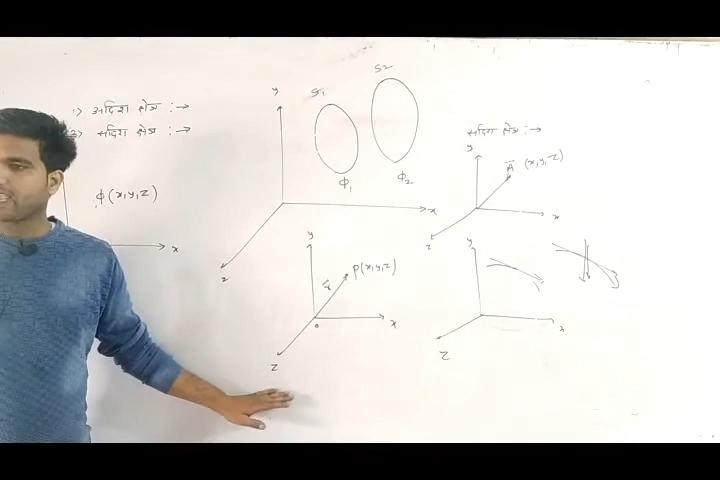 1) अदिश क्षेत्र :→
2) सदिश क्षेत्र :→
ϕ(x,y,z)
x
y
S1
S2
ϕ1
ϕ2
x
z
y
r⃗
P(x,y,z)
o
x
z
सदिश क्षेत्र :→
y
A⃗ (x,y,z)
x
z
y
x
z